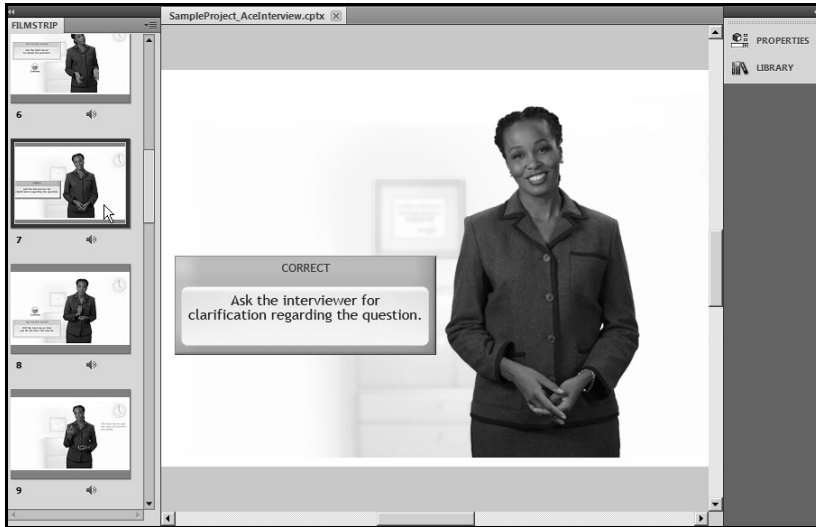 FILMSTRIP
SampleProject_AceInterview.cptx
PROPERTIES
LIBRARY
6
7
8
9
CORRECT
Ask the interviewer for
clarification regarding the question.